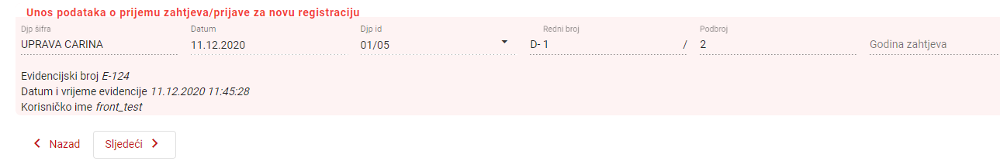 Unos podataka o prijemu zahtjeva/prijave za novu registraciju
Djp šifra Datum Djp id Redni broj Podbroj
UPRAVA CARINA 11.12.2020 01/05 D- 1 / 2 Godina zahtjeva
Evidencijski broj E-124
Datum i vrijeme evidencije 11.12.2020 11:45:28
Korisničko ime front_test
Nazad Sljedeći